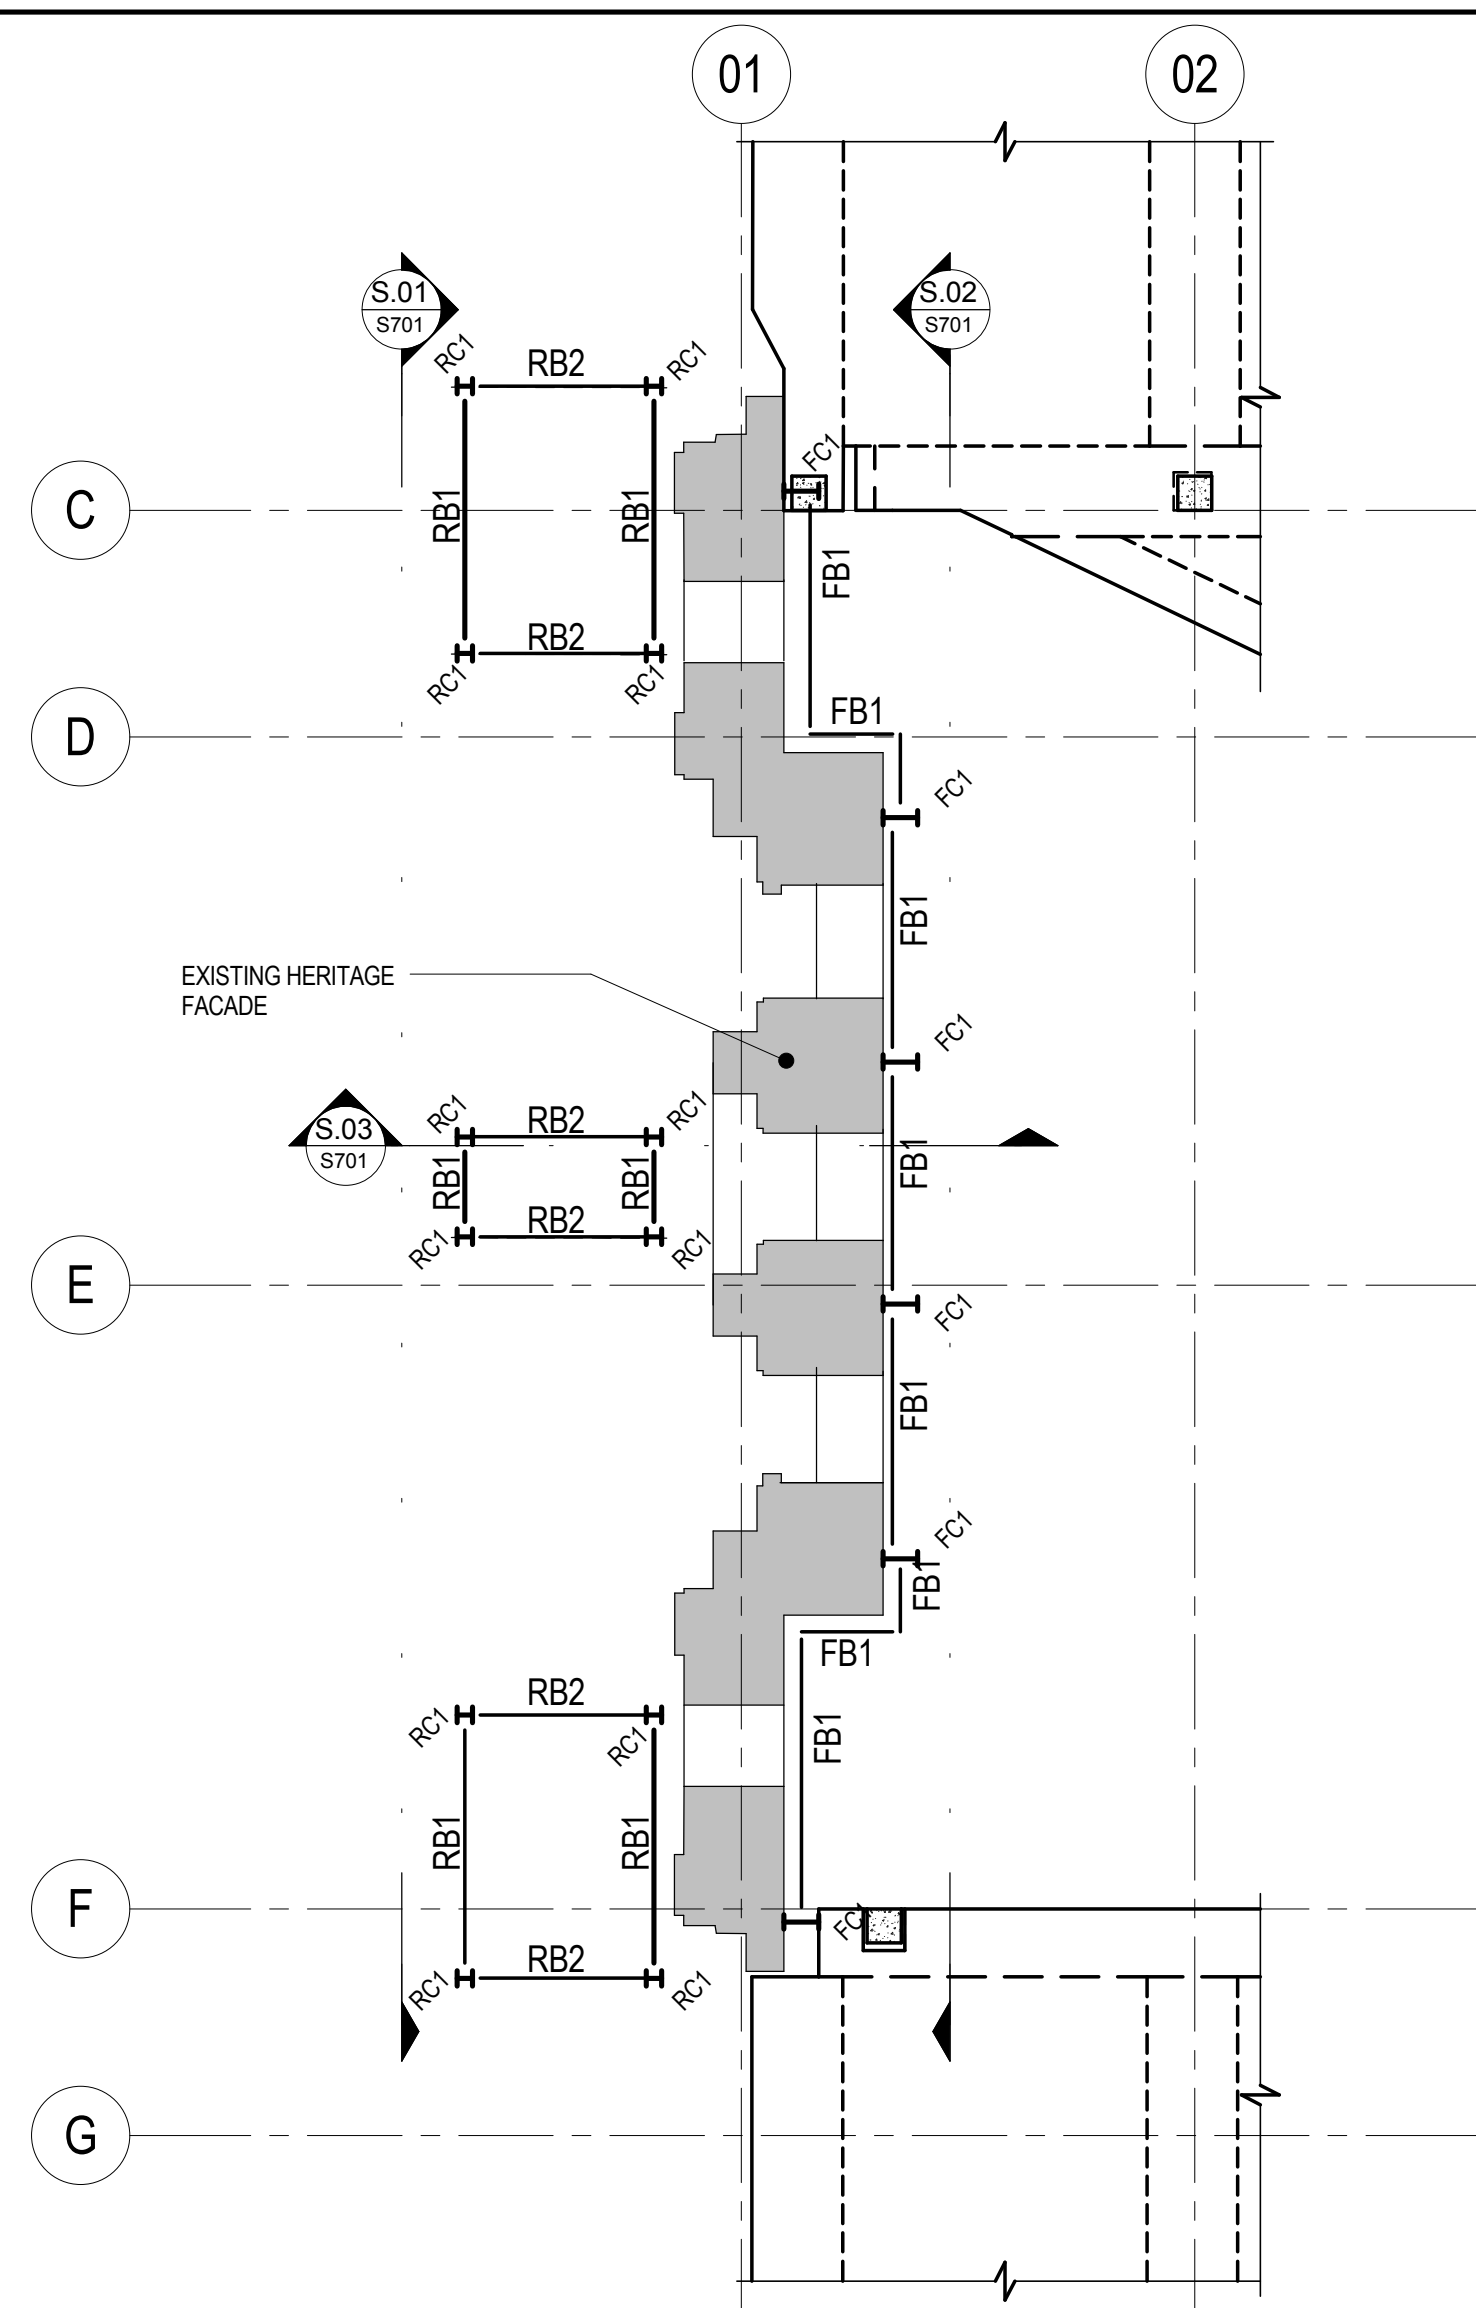 01
02
S.01
S701
S.02
S701
RC1
RB2
RC1
FC1
C
RB1
RB1
FB1
RB2
RC1
RC1
D
FB1
FC1
FB1
EXISTING HERITAGE
FACADE
FC1
RC1
RB2
RC1
S.03
S701
RB1
RB1
FB1
RB2
RC1
RC1
E
FC1
FB1
FC1
FB1
FB1
RC1
RB2
RC1
FB1
RB1
RB1
F
FC1
RB2
RC1
RC1
G